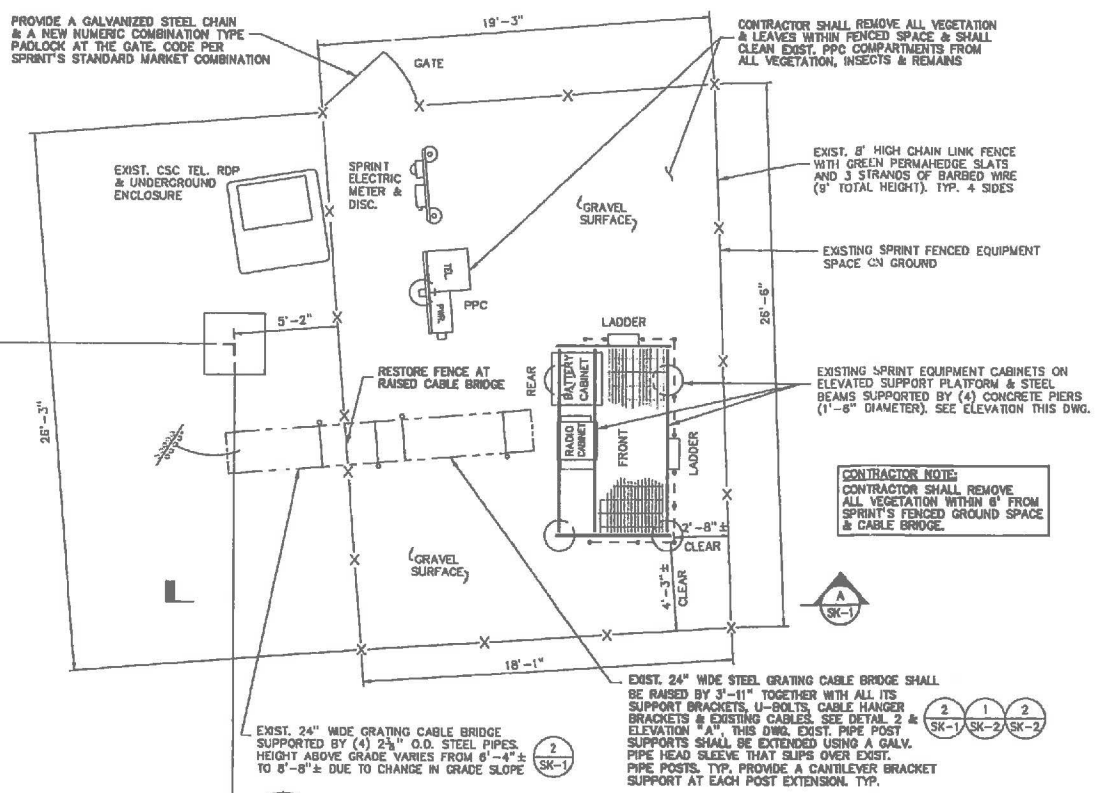 PROVIDE A GALVANIZED STEEL CHAIN
& A NEW NUMERIC COMBINATION TYPE
PADLOCK AT THE GATE. CODE PER
SPRINT'S STANDARD MARKET COMBINATION
19'-3"
GATE
CONTRACTOR SHALL REMOVE ALL VEGETATION
& LEAVES WITHIN FENCED SPACE & SHALL
CLEAN EXIST. PPC COMPARTMENTS FROM
ALL VEGETATION, INSECTS & REMAINS
EXIST. CSC TEL. RDP
& UNDERGROUND
ENCLOSURE
SPRINT
ELECTRIC
METER &
DISC.
(GRAVEL
SURFACE)
EXIST. 8' HIGH CHAIN LINK FENCE
WITH GREEN PERMAHEDGE SLATS
AND 3 STRANDS OF BARBED WIRE
(9' TOTAL HEIGHT). TYP. 4 SIDES
EXISTING SPRINT FENCED EQUIPMENT
SPACE ON GROUND
TEL.
PWR.
PPC
26'-6"
5'-2"
LADDER
RESTORE FENCE AT
RAISED CABLE BRIDGE
REAR
BATTERY
CABINET
EXISTING SPRINT EQUIPMENT CABINETS ON
ELEVATED SUPPORT PLATFORM & STEEL
BEAMS SUPPORTED BY (4) CONCRETE PIERS
(1'-6" DIAMETER). SEE ELEVATION THIS DWG.
26'-3"
RADIO
CABINET
FRONT
LADDER
CONTRACTOR NOTE:
CONTRACTOR SHALL REMOVE
ALL VEGETATION WITHIN 6' FROM
SPRINT'S FENCED GROUND SPACE
& CABLE BRIDGE.
2'-8"±
CLEAR
(GRAVEL
SURFACE)
4'-3"±
CLEAR
A
SK-1
18'-1"
EXIST. 24" WIDE GRATING CABLE BRIDGE
SUPPORTED BY (4) 2⅞" O.D. STEEL PIPES.
HEIGHT ABOVE GRADE VARIES FROM 6'-4"±
TO 8'-8"± DUE TO CHANGE IN GRADE SLOPE
2
SK-1
EXIST. 24" WIDE STEEL GRATING CABLE BRIDGE SHALL
BE RAISED BY 3'-11" TOGETHER WITH ALL ITS
SUPPORT BRACKETS, U-BOLTS, CABLE HANGER
BRACKETS & EXISTING CABLES. SEE DETAIL 2 &
ELEVATION "A", THIS DWG. EXIST. PIPE POST
SUPPORTS SHALL BE EXTENDED USING A GALV.
PIPE HEAD SLEEVE THAT SLIPS OVER EXIST.
PIPE POSTS. TYP. PROVIDE A CANTILEVER BRACKET
SUPPORT AT EACH POST EXTENSION. TYP.
2
SK-1
1
SK-2
2
SK-2